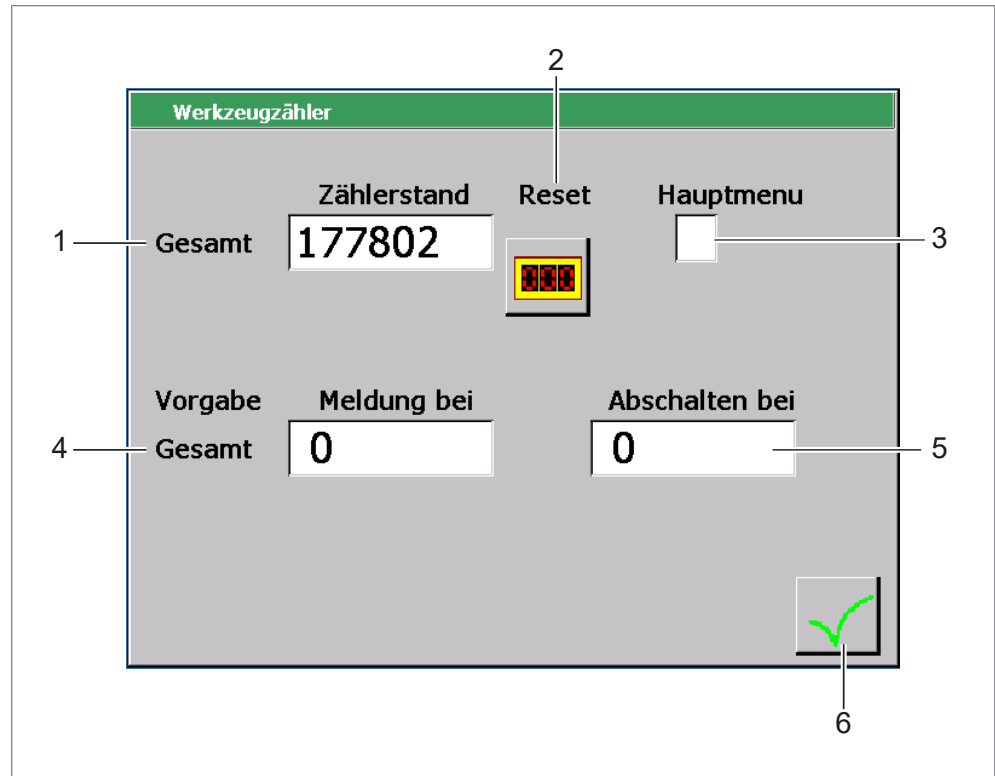 2
Werkzeugzähler
Zählerstand Reset Hauptmenu
1 Gesamt 177802 3
000
Vorgabe Meldung bei Abschalten bei
4 Gesamt 0 0 5
6